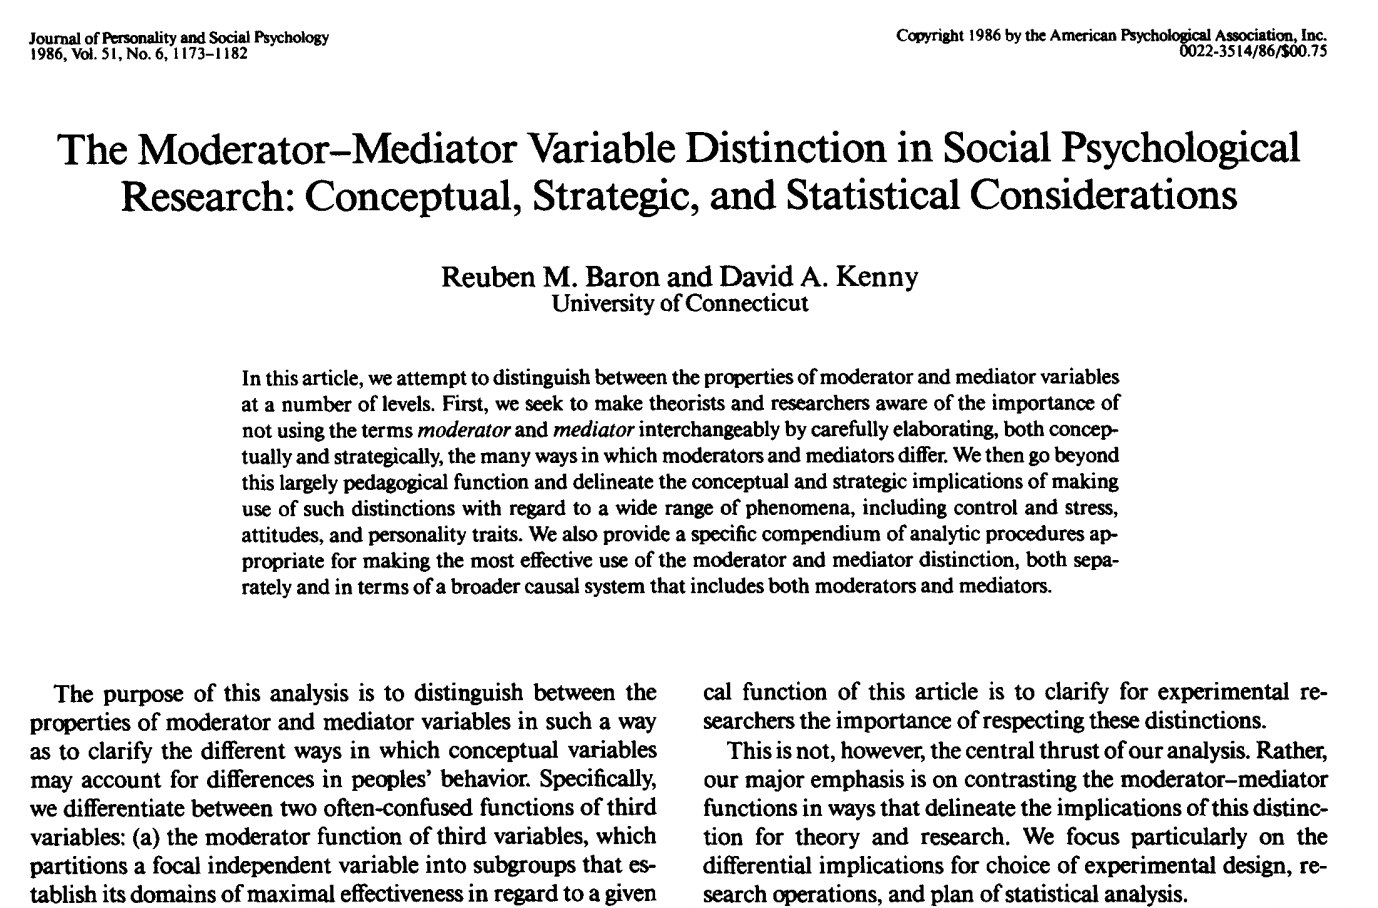 Journal of Personality and Social Psychology
1986, Vol. 51, No. 6, 1173–1182
Copyright 1986 by the American Psychological Association, Inc.
0022-3514/86/$00.75
The Moderator–Mediator Variable Distinction in Social Psychological
Research: Conceptual, Strategic, and Statistical Considerations
Reuben M. Baron and David A. Kenny
University of Connecticut
In this article, we attempt to distinguish between the properties of moderator and mediator variables
at a number of levels. First, we seek to make theorists and researchers aware of the importance of
not using the terms moderator and mediator interchangeably by carefully elaborating, both concep-
tually and strategically, the many ways in which moderators and mediators differ. We then go beyond
this largely pedagogical function and delineate the conceptual and strategic implications of making
use of such distinctions with regard to a wide range of phenomena, including control and stress,
attitudes, and personality traits. We also provide a specific compendium of analytic procedures ap-
propriate for making the most effective use of the moderator and mediator distinction, both sepa-
rately and in terms of a broader causal system that includes both moderators and mediators.
The purpose of this analysis is to distinguish between the
properties of moderator and mediator variables in such a way
as to clarify the different ways in which conceptual variables
may account for differences in peoples' behavior. Specifically,
we differentiate between two often-confused functions of third
variables: (a) the moderator function of third variables, which
partitions a focal independent variable into subgroups that es-
tablish its domains of maximal effectiveness in regard to a given
cal function of this article is to clarify for experimental re-
searchers the importance of respecting these distinctions.
This is not, however, the central thrust of our analysis. Rather,
our major emphasis is on contrasting the moderator–mediator
functions in ways that delineate the implications of this distinc-
tion for theory and research. We focus particularly on the
differential implications for choice of experimental design, re-
search operations, and plan of statistical analysis.